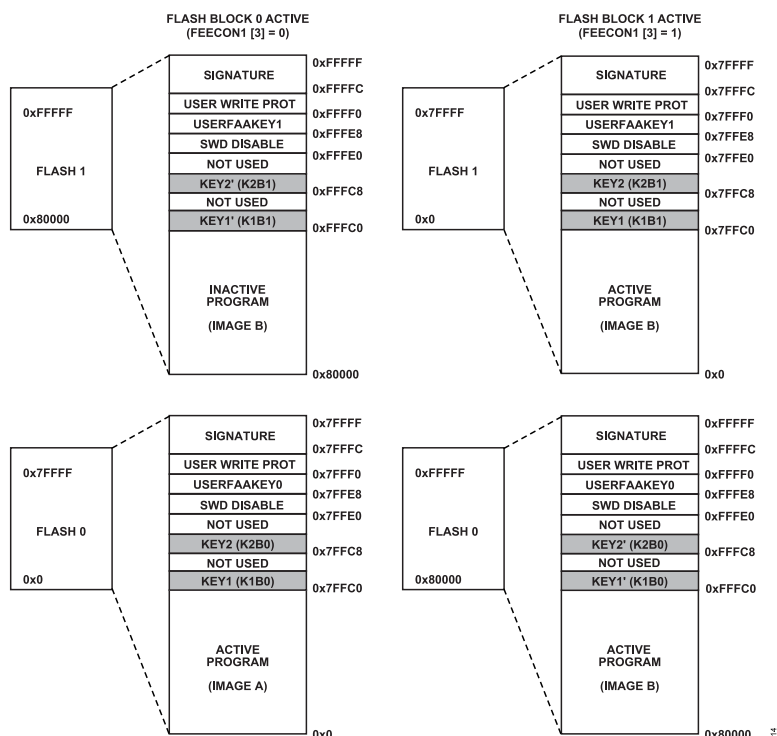 FLASH BLOCK 0 ACTIVE
(FEECON1 [3] = 0)
0xFFFFF
FLASH 1
0x80000
SIGNATURE
USER WRITE PROT
USERFAAKEY1
SWD DISABLE
NOT USED
KEY2' (K2B1)
NOT USED
KEY1' (K1B1)
INACTIVE
PROGRAM
(IMAGE B)
0xFFFFF
0xFFFFC
0xFFFF0
0xFFFE8
0xFFFE0
0xFFFC8
0xFFFC0
0x80000
FLASH BLOCK 1 ACTIVE
(FEECON1 [3] = 1)
0x7FFFF
FLASH 1
0x0
SIGNATURE
USER WRITE PROT
USERFAAKEY1
SWD DISABLE
NOT USED
KEY2 (K2B1)
NOT USED
KEY1 (K1B1)
ACTIVE
PROGRAM
(IMAGE B)
0x7FFFF
0x7FFFC
0x7FFF0
0x7FFE8
0x7FFE0
0x7FFC8
0x7FFC0
0x0
0x7FFFF
FLASH 0
0x0
SIGNATURE
USER WRITE PROT
USERFAAKEY0
SWD DISABLE
NOT USED
KEY2 (K2B0)
NOT USED
KEY1 (K1B0)
ACTIVE
PROGRAM
(IMAGE A)
0x7FFFF
0x7FFFC
0x7FFF0
0x7FFE8
0x7FFE0
0x7FFC8
0x7FFC0
0x0
0xFFFFF
FLASH 0
0x80000
SIGNATURE
USER WRITE PROT
USERFAAKEY0
SWD DISABLE
NOT USED
KEY2' (K2B0)
NOT USED
KEY1' (K1B0)
ACTIVE
PROGRAM
(IMAGE B)
0xFFFFF
0xFFFFC
0xFFFF0
0xFFFE8
0xFFFE0
0xFFFC8
0xFFFC0
0x80000
14